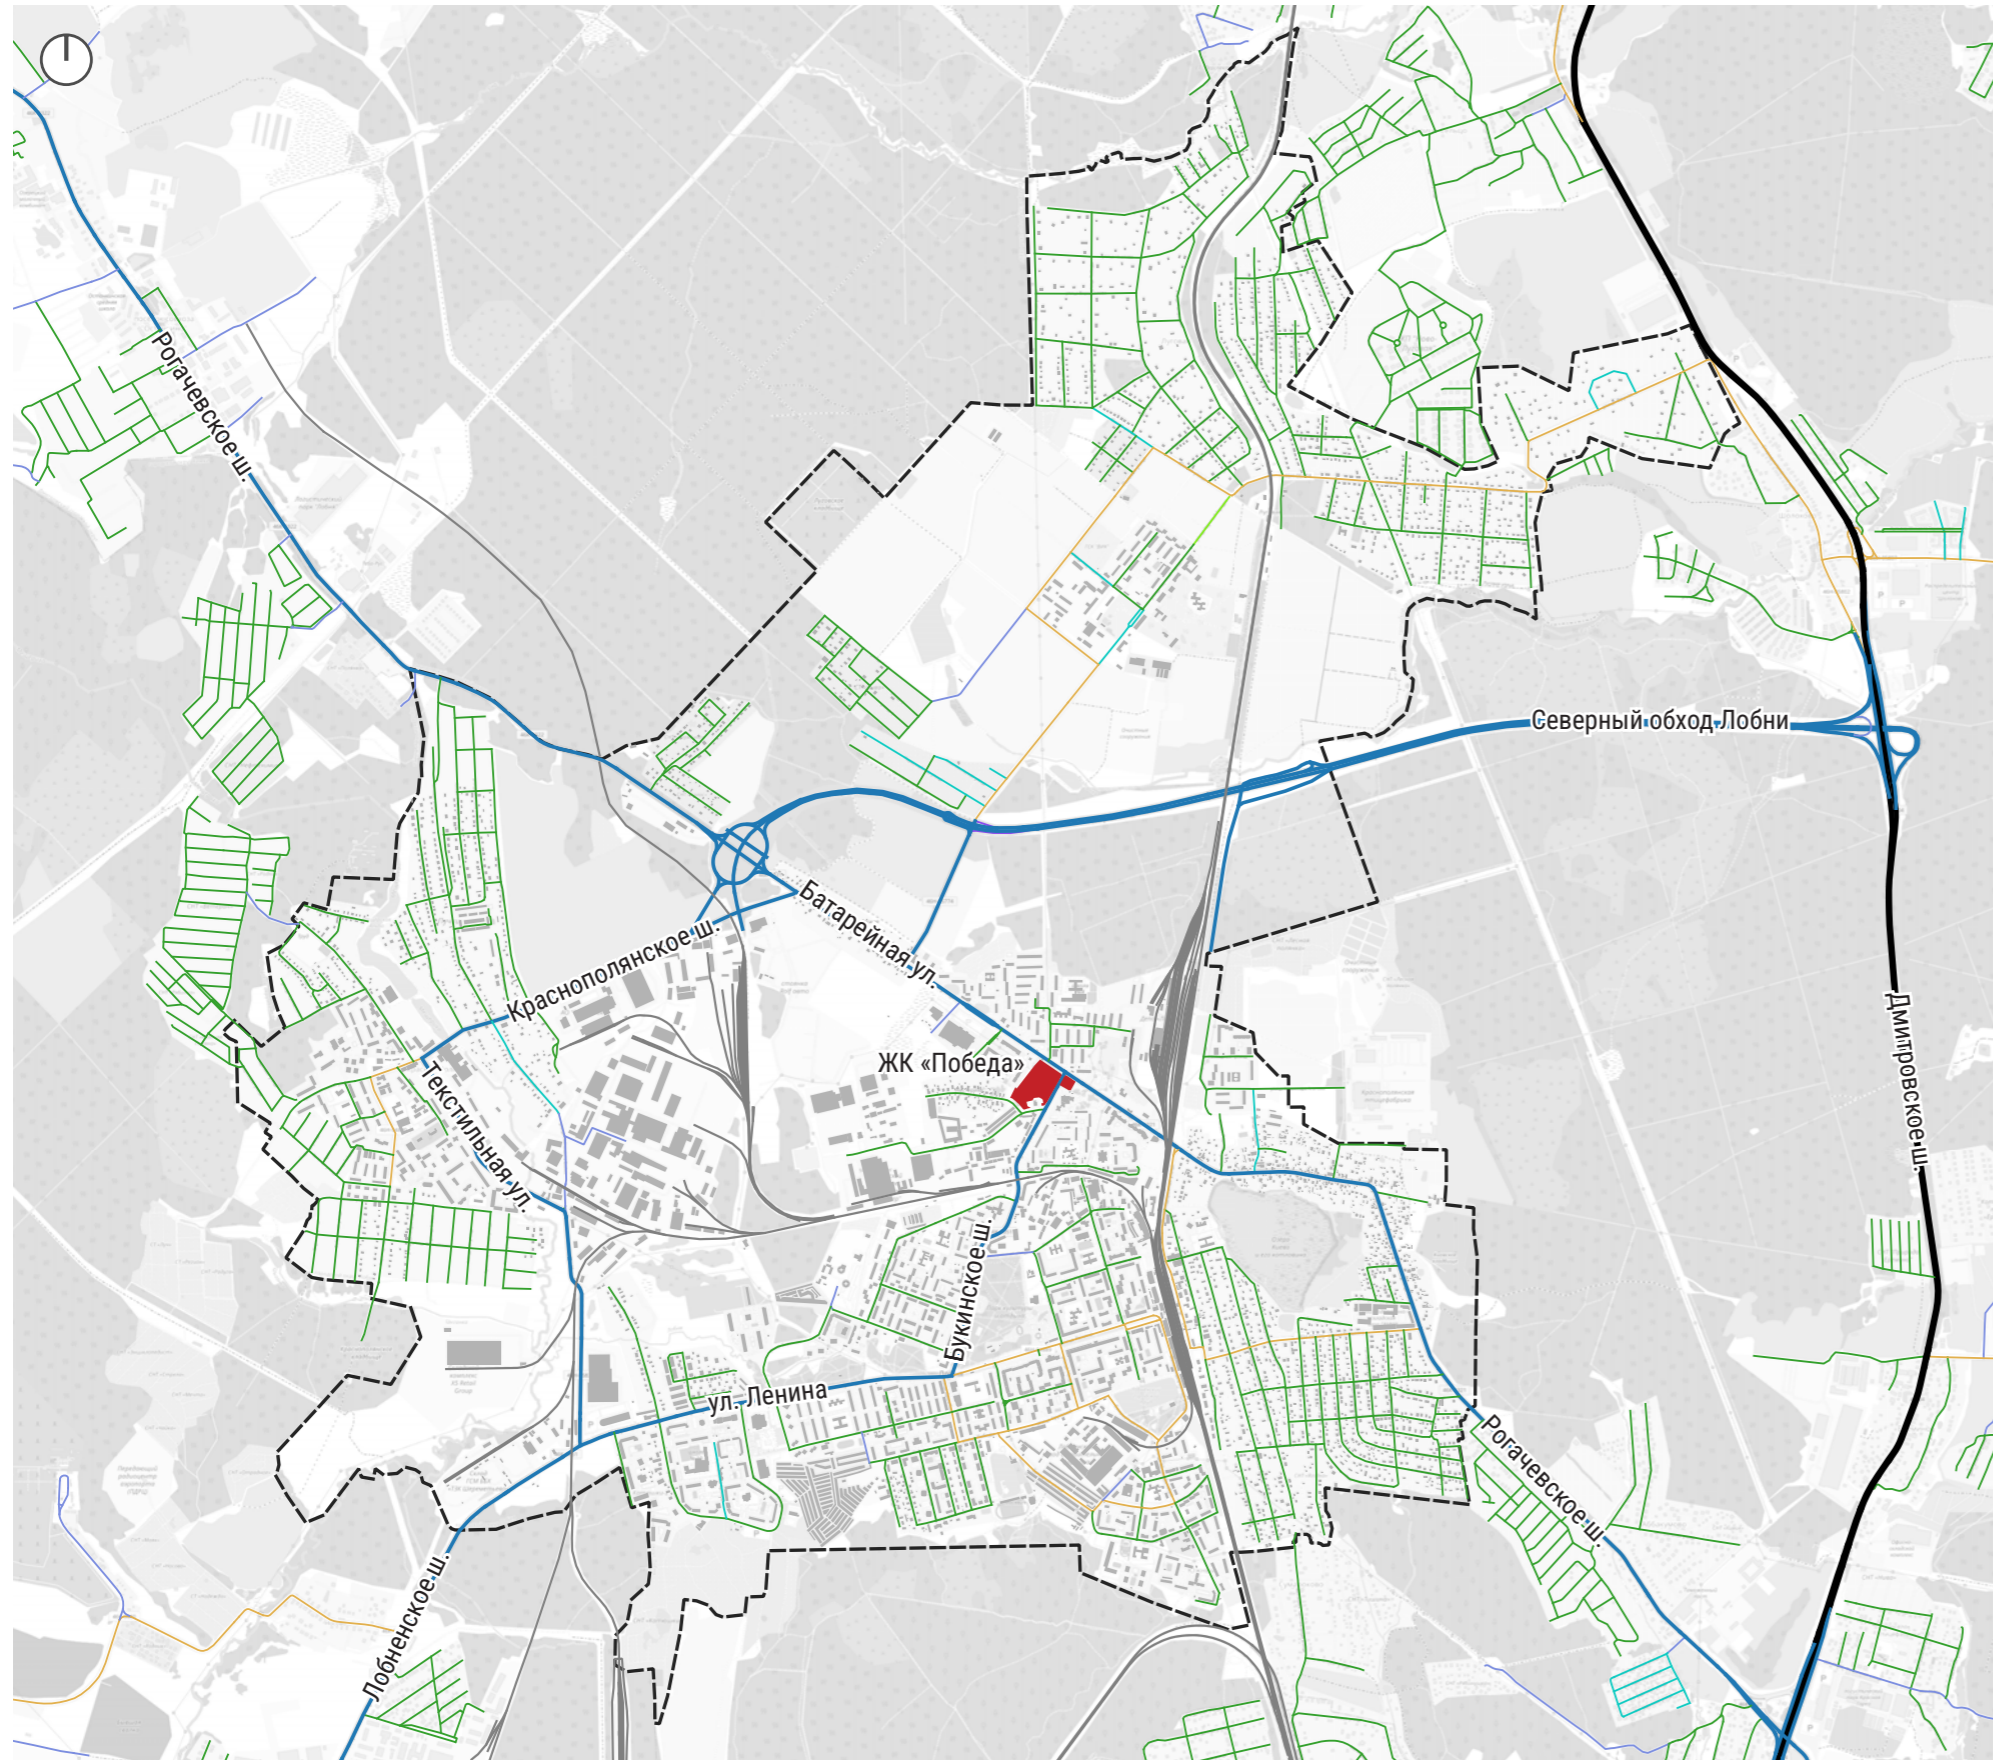 Рогачевское ш.
Северный обход Лобни
Батарейная ул.
Краснополянское ш.
ЖК «Победа»
Текстильная ул.
Дмитровское ш.
Букинское ш.
ул. Ленина
Рогачевское ш.
Лобненское ш.